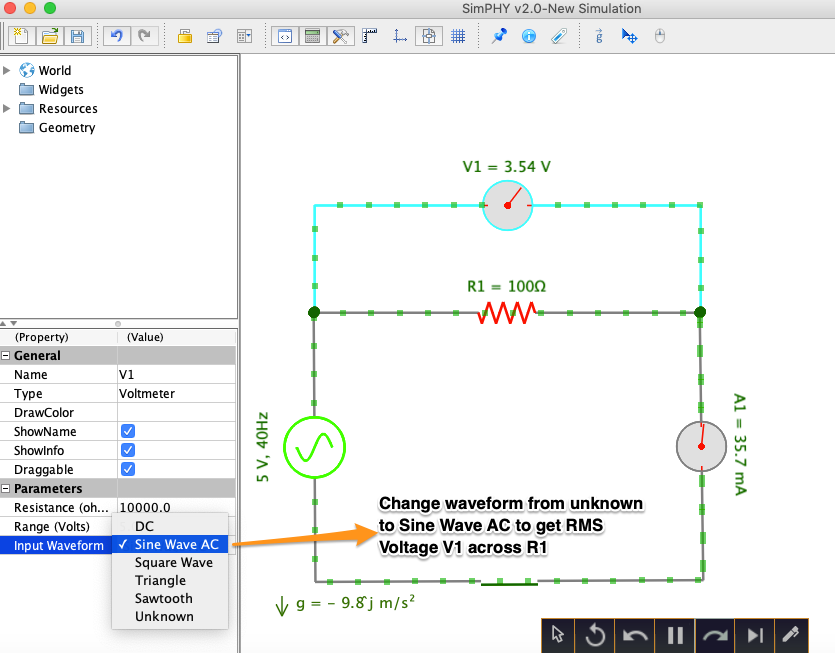 SimPHY v2.0-New Simulation
World
Widgets
Resources
Geometry
(Property) (Value)
General
Name V1
Type Voltmeter
DrawColor
ShowName
ShowInfo
Draggable
Parameters
Resistance (oh... 10000.0
Range (Volts)
Input Waveform
DC
✓ Sine Wave AC
Square Wave
Triangle
Sawtooth
Unknown
V1 = 3.54 V
R1 = 100Ω
5 V, 40Hz
A1 = 35.7 mA
Change waveform from unknown
to Sine Wave AC to get RMS
Voltage V1 across R1
g = - 9.8ĵ m/s²